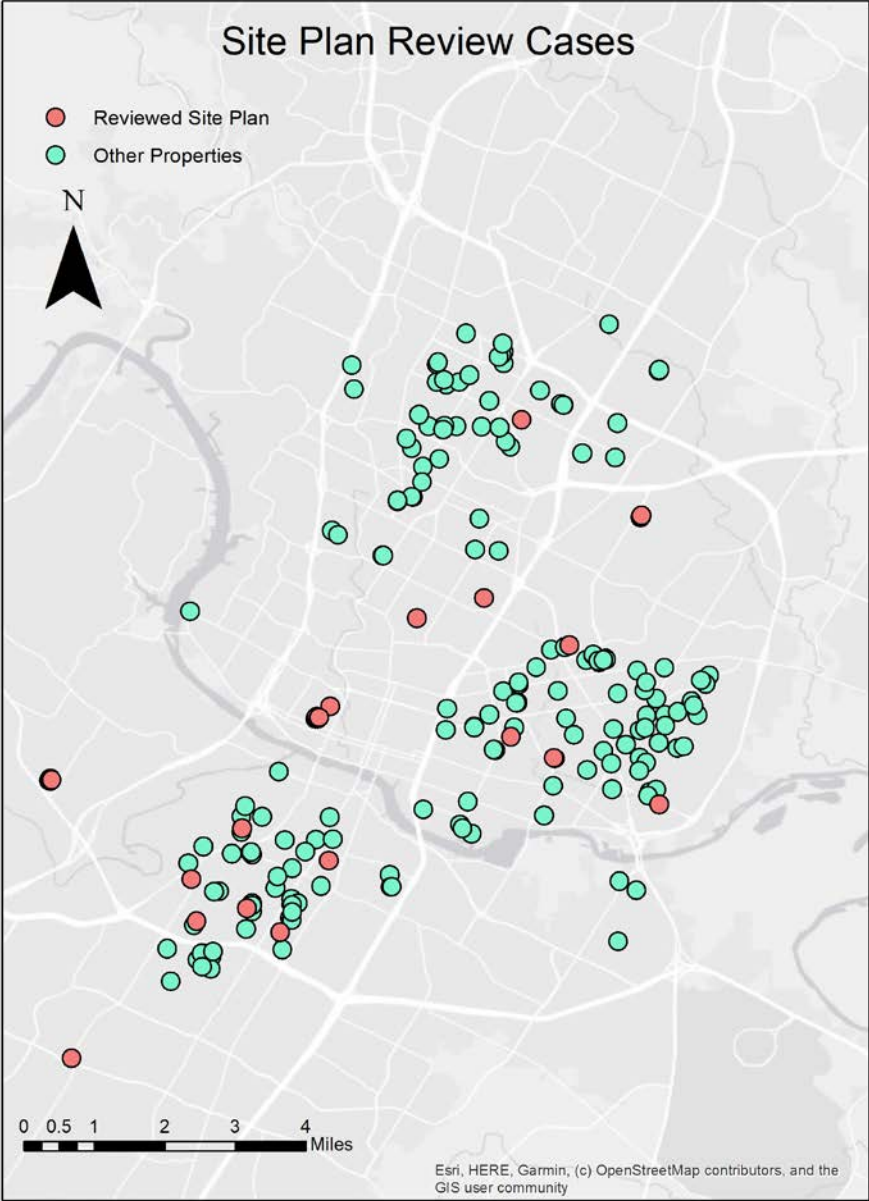 Site Plan Review Cases
Reviewed Site Plan
Other Properties
N
0 0.5 1 2 3 4
Miles
Esri, HERE, Garmin, (c) OpenStreetMap contributors, and the
GIS user community